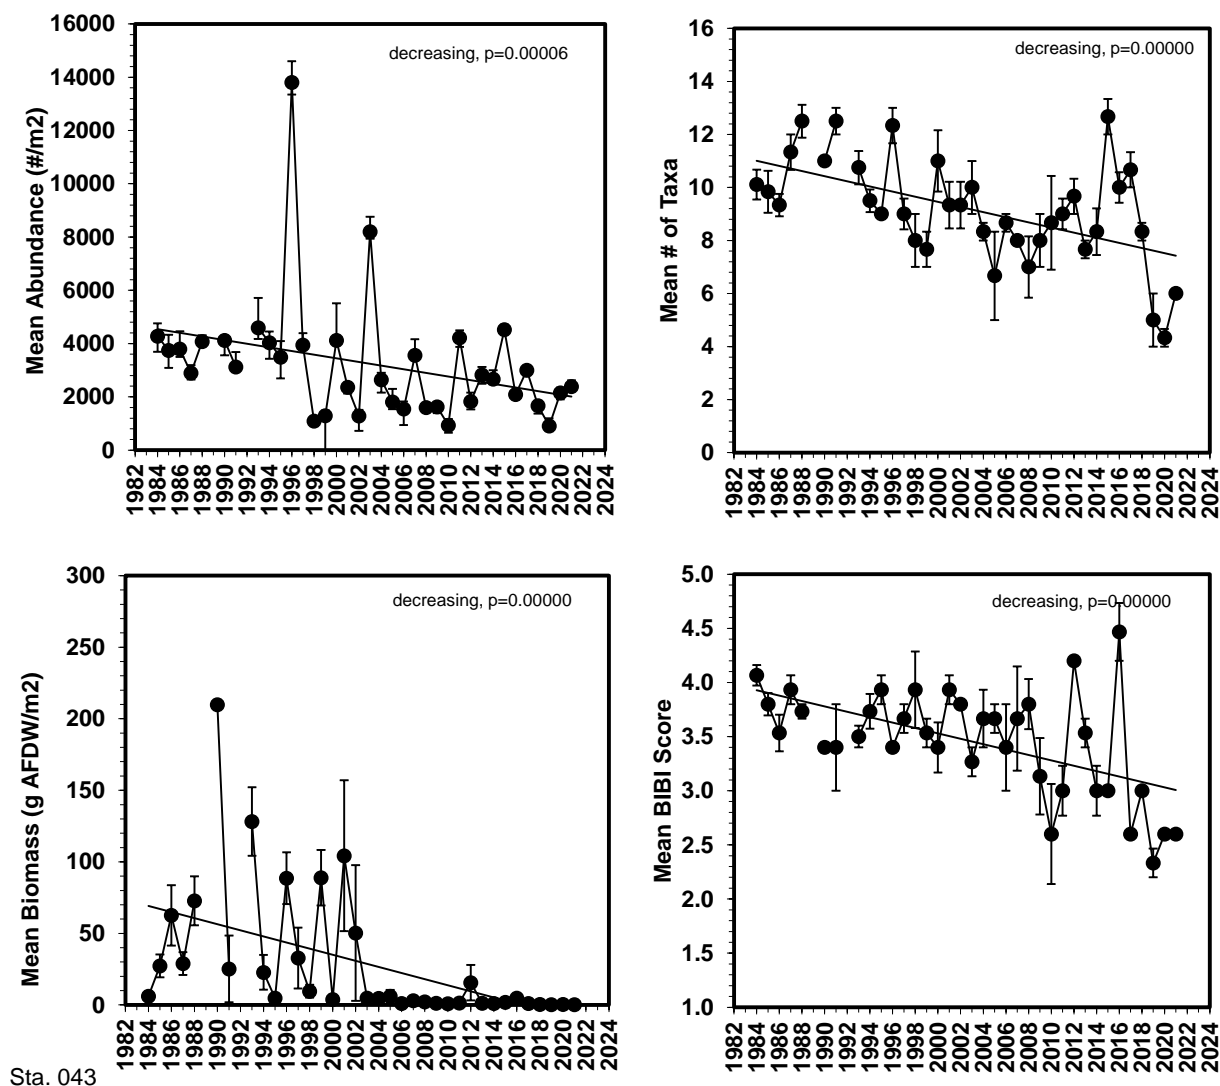 16000
14000
12000
10000
8000
6000
4000
2000
0
Mean Abundance (#/m2)
decreasing, p=0.00006
1982 1984 1986 1988 1990 1992 1994 1996 1998 2000 2002 2004 2006 2008 2010 2012 2014 2016 2018 2020 2022 2024
16
14
12
10
8
6
4
2
0
Mean # of Taxa
decreasing, p=0.00000
1982 1984 1986 1988 1990 1992 1994 1996 1998 2000 2002 2004 2006 2008 2010 2012 2014 2016 2018 2020 2022 2024
300
250
200
150
100
50
0
Mean Biomass (g AFDW/m2)
decreasing, p=0.00000
1982 1984 1986 1988 1990 1992 1994 1996 1998 2000 2002 2004 2006 2008 2010 2012 2014 2016 2018 2020 2022 2024
5.0
4.5
4.0
3.5
3.0
2.5
2.0
1.5
1.0
Mean BIBI Score
decreasing, p=0.00000
1982 1984 1986 1988 1990 1992 1994 1996 1998 2000 2002 2004 2006 2008 2010 2012 2014 2016 2018 2020 2022 2024
Sta. 043